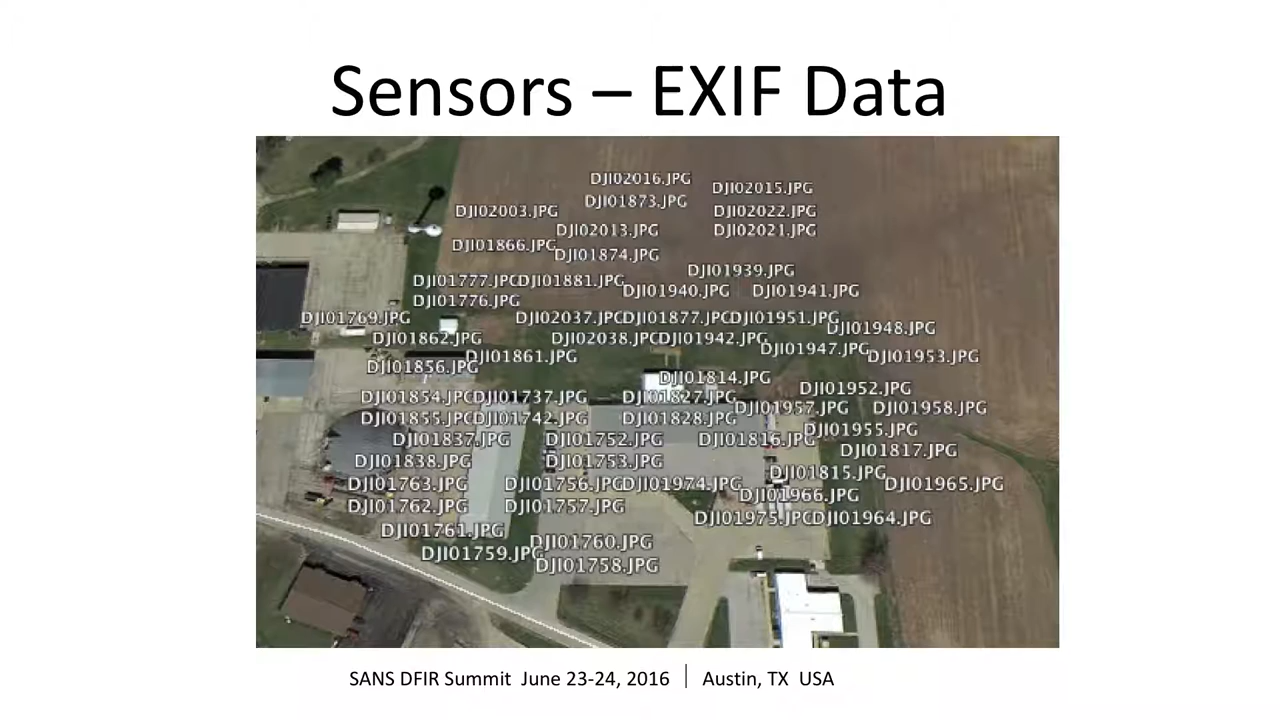 Sensors – EXIF Data
DJI02016.JPG
DJI02015.JPG
DJI01873.JPG
DJI02003.JPG
DJI02022.JPG
DJI02013.JPG
DJI02021.JPG
DJI01866.JPG
DJI01874.JPG
DJI01939.JPG
DJI01777.JPG
DJI01881.JPG
DJI01940.JPG
DJI01941.JPG
DJI01776.JPG
DJI01769.JPG
DJI02037.JPG
DJI01877.JPG
DJI01951.JPG
DJI01948.JPG
DJI01862.JPG
DJI02038.JPG
DJI01942.JPG
DJI01947.JPG
DJI01861.JPG
DJI01953.JPG
DJI01856.JPG
DJI01814.JPG
DJI01952.JPG
DJI01854.JPG
DJI01737.JPG
DJI01827.JPG
DJI01957.JPG
DJI01958.JPG
DJI01855.JPG
DJI01742.JPG
DJI01828.JPG
DJI01955.JPG
DJI01837.JPG
DJI01752.JPG
DJI01816.JPG
DJI01817.JPG
DJI01838.JPG
DJI01753.JPG
DJI01815.JPG
DJI01763.JPG
DJI01756.JPG
DJI01974.JPG
DJI01965.JPG
DJI01966.JPG
DJI01762.JPG
DJI01757.JPG
DJI01975.JPG
DJI01964.JPG
DJI01761.JPG
DJI01760.JPG
DJI01759.JPG
DJI01758.JPG
SANS DFIR Summit June 23-24, 2016 | Austin, TX USA